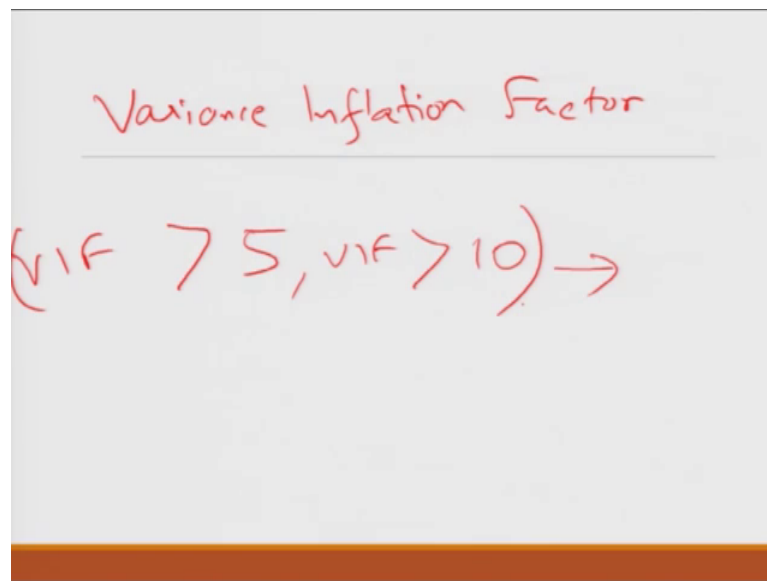 Variance Inflation Factor
(VIF > 5, VIF > 10) →